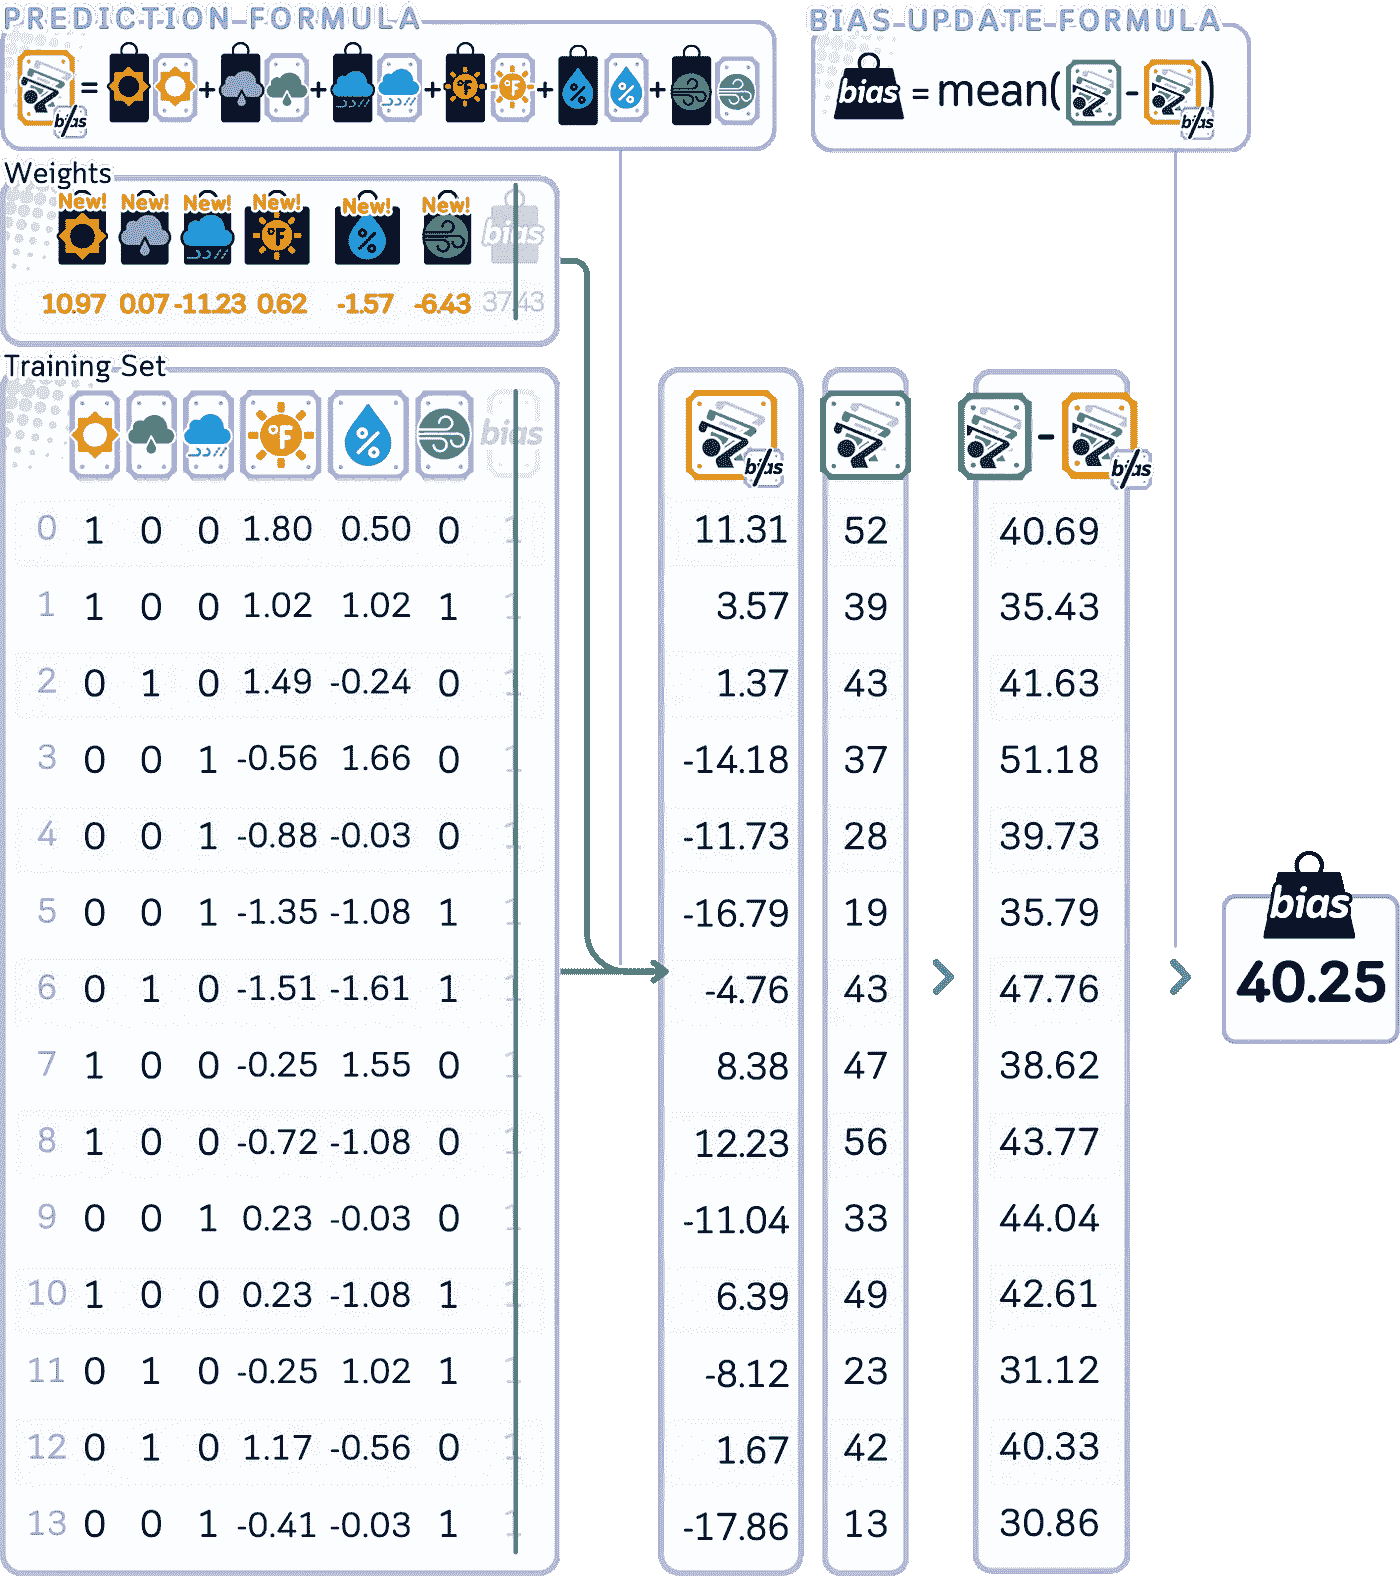 PREDICTION FORMULA
= + + + + +
°F °F % %
bias
BIAS UPDATE FORMULA
bias = mean( - )
bias
Weights
New! New! New! New! New! New!
°F % bias
10.97 0.07 -11.23 0.62 -1.57 -6.43 37.43
Training Set
°F % bias bias - bias
0 1 0 0 1.80 0.50 0 1 11.31 52 40.69
1 1 0 0 1.02 1.02 1 1 3.57 39 35.43
2 0 1 0 1.49 -0.24 0 1 1.37 43 41.63
3 0 0 1 -0.56 1.66 0 1 -14.18 37 51.18
4 0 0 1 -0.88 -0.03 0 1 -11.73 28 39.73
5 0 0 1 -1.35 -1.08 1 1 -16.79 19 35.79
6 0 1 0 -1.51 -1.61 1 1 -4.76 43 47.76
7 1 0 0 -0.25 1.55 0 1 8.38 47 38.62
8 1 0 0 -0.72 -1.08 0 1 12.23 56 43.77
9 0 0 1 0.23 -0.03 0 1 -11.04 33 44.04
10 1 0 0 0.23 -1.08 1 1 6.39 49 42.61
11 0 1 0 -0.25 1.02 1 1 -8.12 23 31.12
12 0 1 0 1.17 -0.56 0 1 1.67 42 40.33
13 0 0 1 -0.41 -0.03 1 1 -17.86 13 30.86
bias
40.25